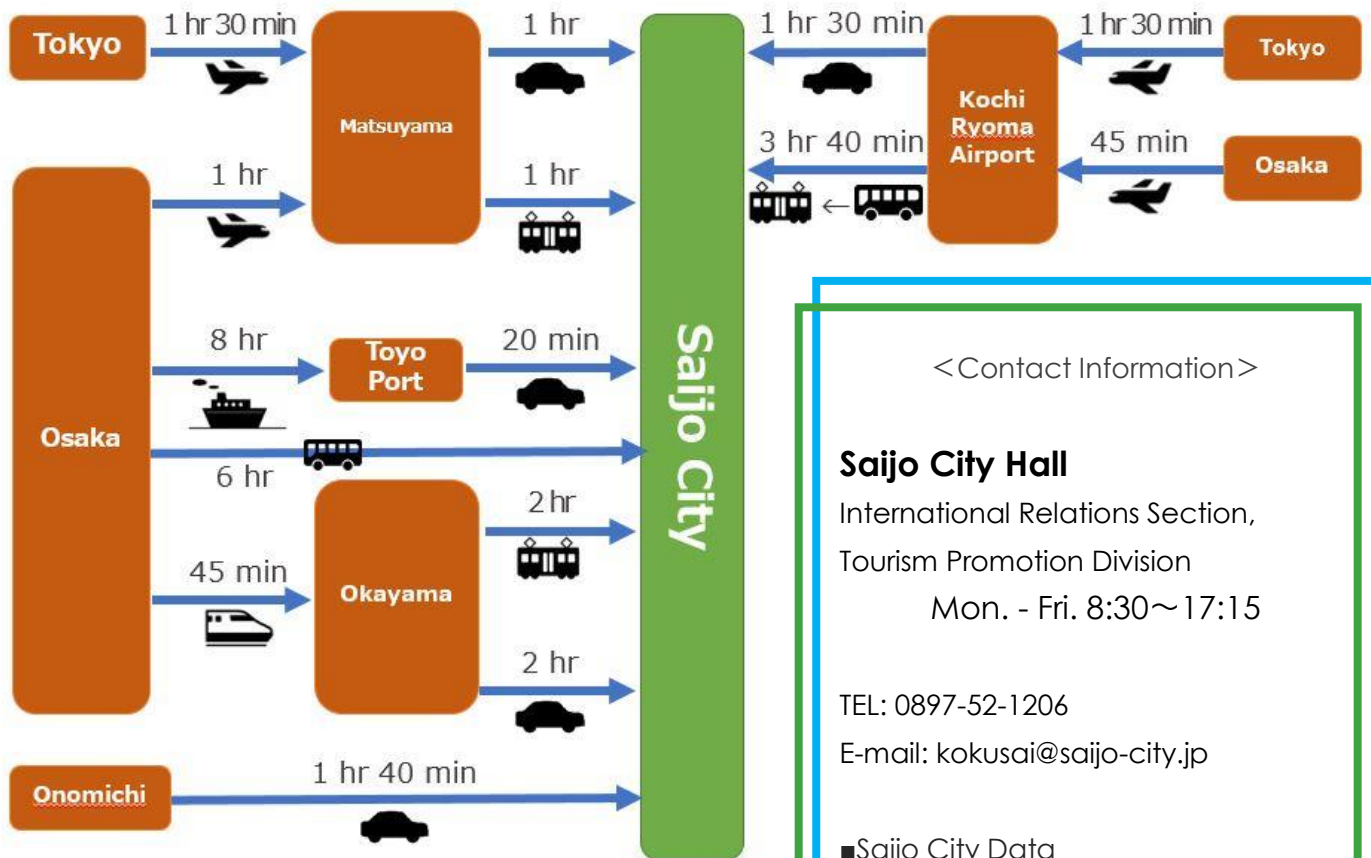 Tokyo
1 hr 30 min
Matsuyama
1 hr
1 hr
1 hr
Osaka
8 hr
Toyo
Port
20 min
6 hr
45 min
Okayama
2 hr
2 hr
Onomichi
1 hr 40 min
Saijo City
1 hr 30 min
Kochi
Ryoma
Airport
1 hr 30 min
Tokyo
3 hr 40 min
←
45 min
Osaka
<Contact Information>
Saijo City Hall
International Relations Section,
Tourism Promotion Division
Mon. - Fri. 8:30～17:15
TEL: 0897-52-1206
E-mail: kokusai@saijo-city.jp
■Saijo City Data